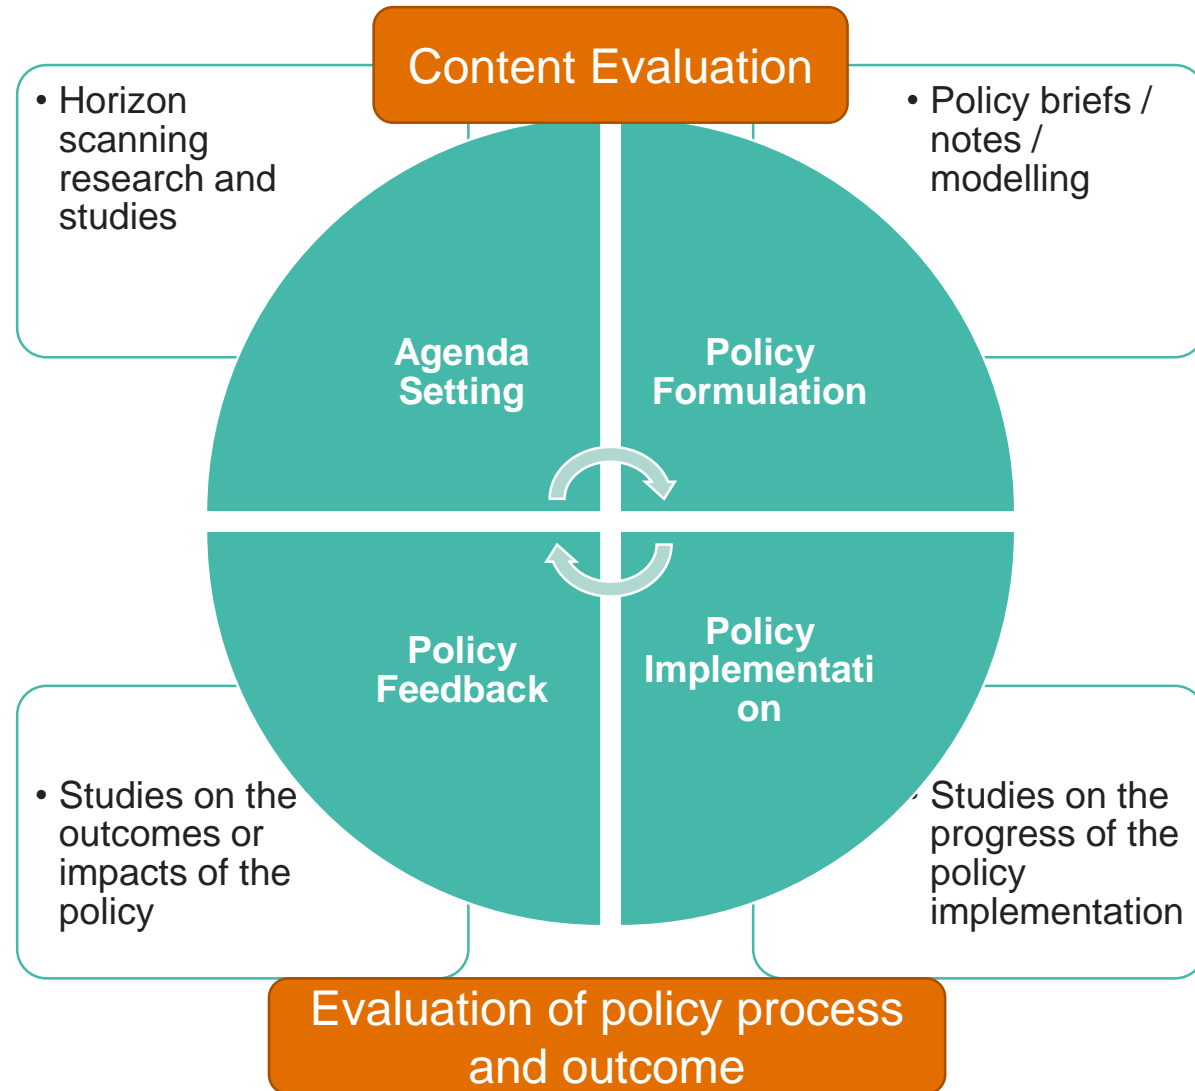 Content Evaluation
• Horizon
scanning
research and
studies
• Policy briefs /
notes /
modelling
Agenda
Setting
Policy
Formulation
Policy
Feedback
Policy
Implementati
on
• Studies on the
outcomes or
impacts of the
policy
• Studies on the
progress of the
policy
implementation
Evaluation of policy process
and outcome